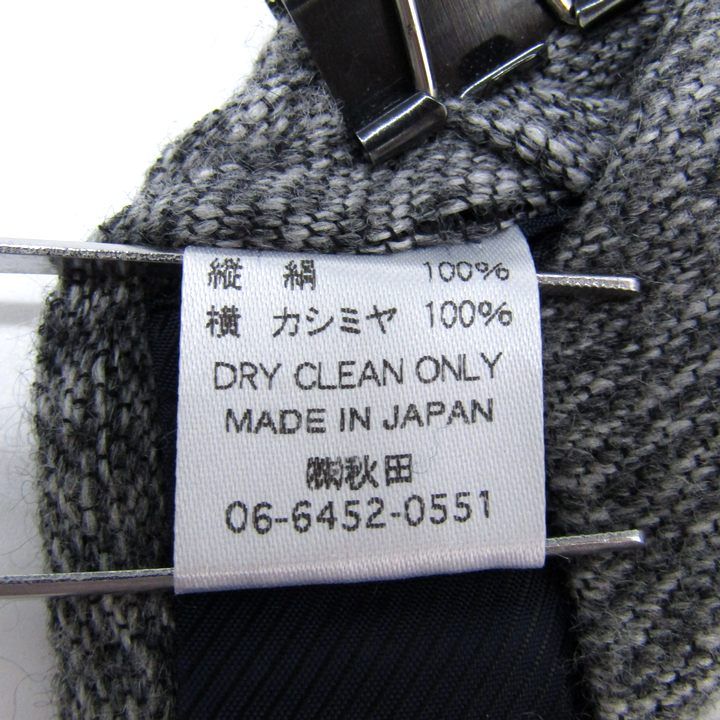 縦 絹 100%
横 カシミヤ 100%
DRY CLEAN ONLY
MADE IN JAPAN
㈱秋田
06-6452-0551